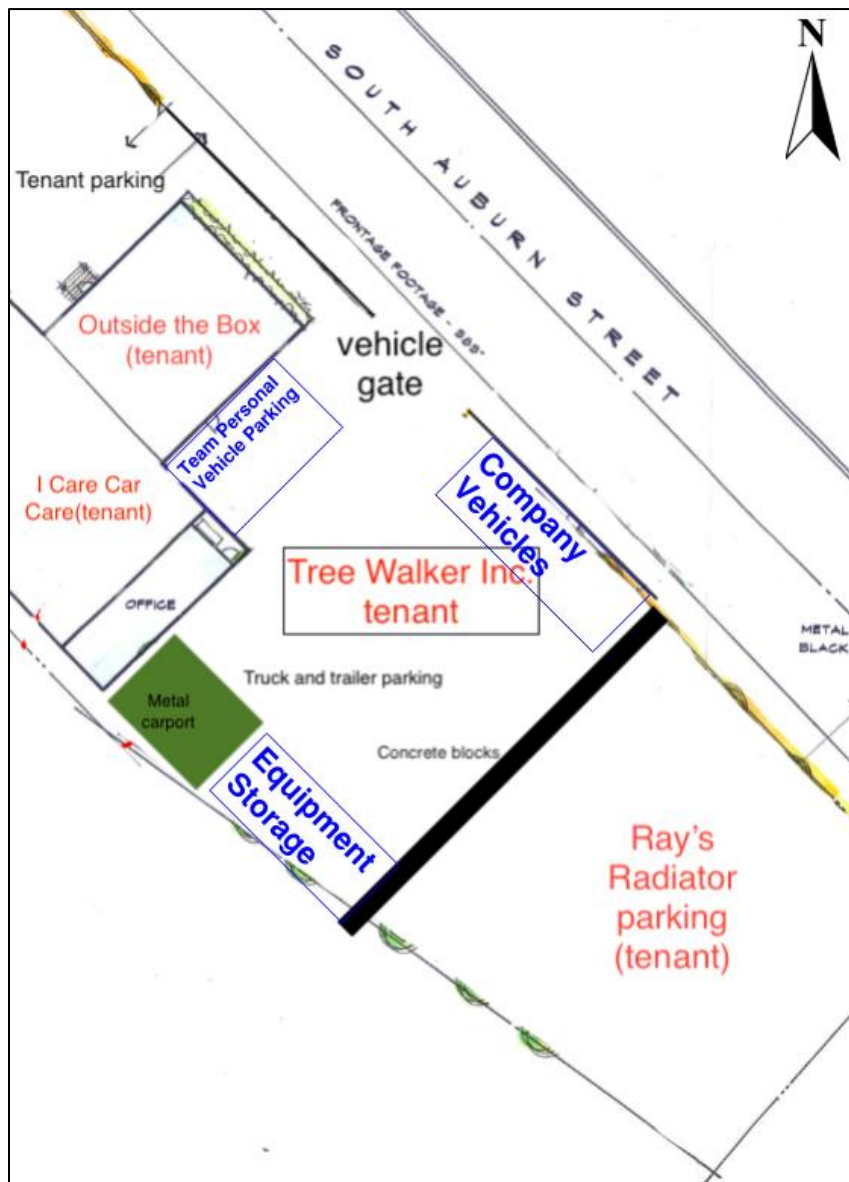 N
SOUTH AUBURN STREET
FRONTAGE FOOTAGE -
Tenant parking
Outside the Box
(tenant)
vehicle
gate
Team Personal
Vehicle Parking
I Care Car
Care(tenant)
Company
Vehicles
Tree Walker Inc.
tenant
OFFICE
METAL
BLACK
Truck and trailer parking
Metal
carport
Concrete blocks
Equipment
Storage
Ray's
Radiator
parking
(tenant)